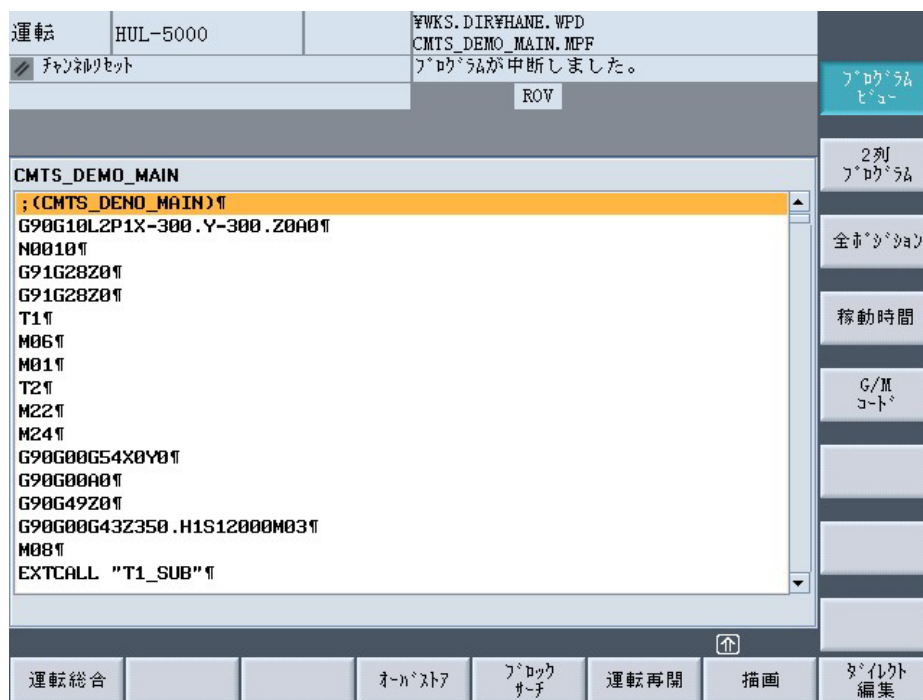 運転
HUL-5000
¥WKS.DIR¥HANE.WPD
CMTS_DEMO_MAIN.MPF
チャンネルリセット
プログラムが中断しました。
ROV
CMTS_DEMO_MAIN
;(CMTS_DENO_MAIN)¶
G90G10L2P1X-300.Y-300.Z0A0¶
N0010¶
G91G28Z0¶
G91G28Z0¶
T1¶
M06¶
M01¶
T2¶
M22¶
M24¶
G90G00G54X0Y0¶
G90G00A0¶
G90G49Z0¶
G90G00G43Z350.H1S12000M03¶
M08¶
EXTCALL "T1_SUB"¶
プログラム
ビュー
2列
プログラム
全ポジション
稼動時間
G/M
コード
運転総合
オーバストア
ブロック
サーチ
運転再開
描画
ダイレクト
編集